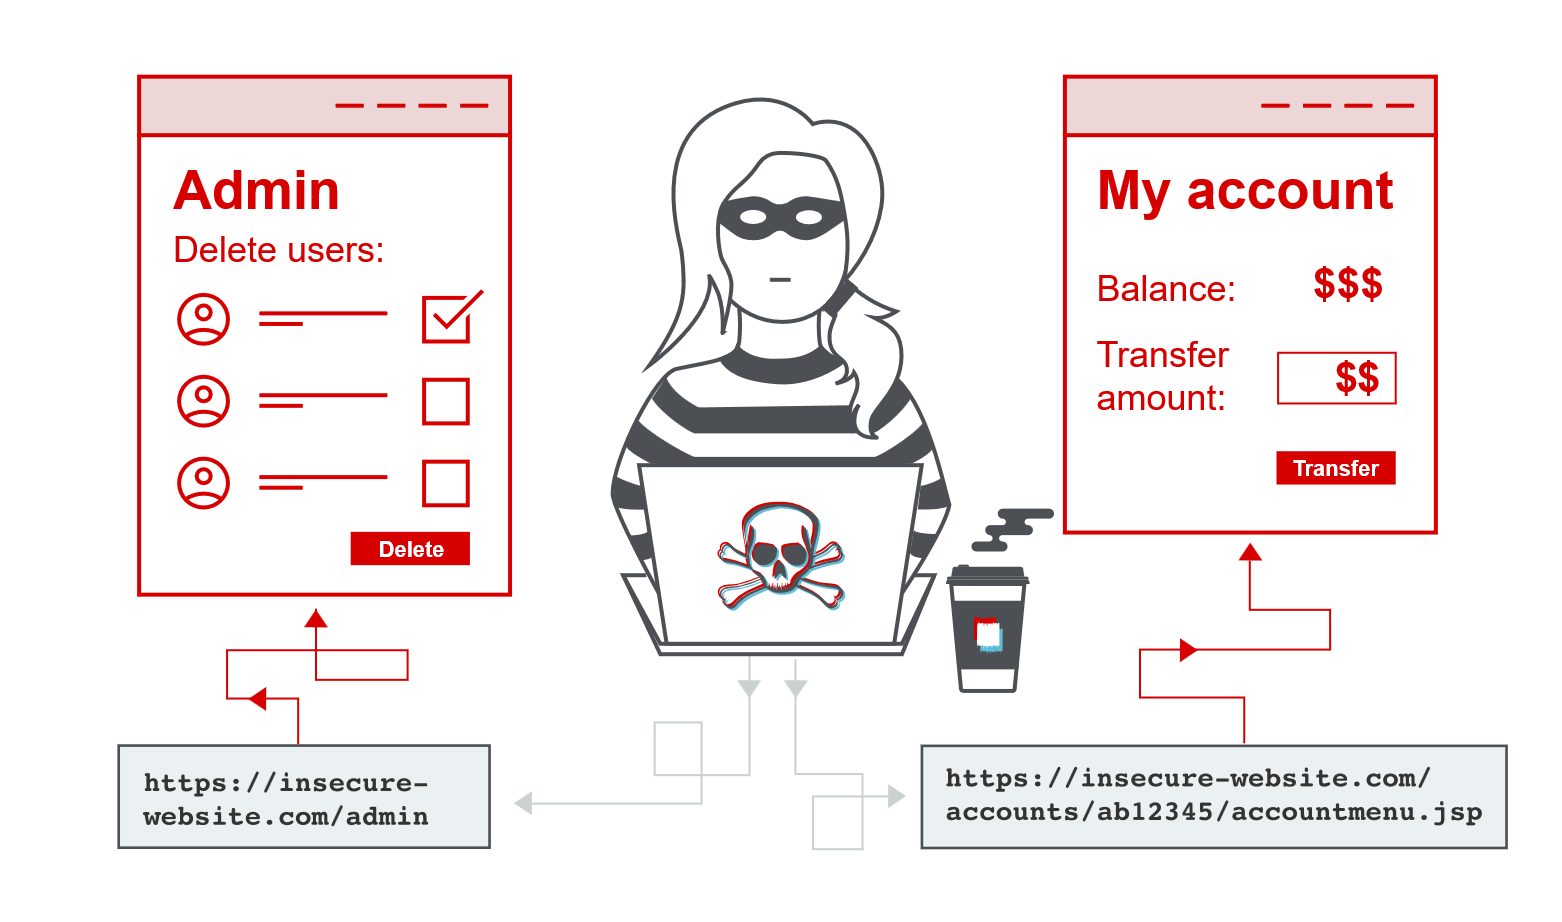 Admin
Delete users:
Delete
https://insecure-
website.com/admin
My account
Balance: $$$
Transfer
amount: $$
Transfer
https://insecure-website.com/
accounts/ab12345/accountmenu.jsp